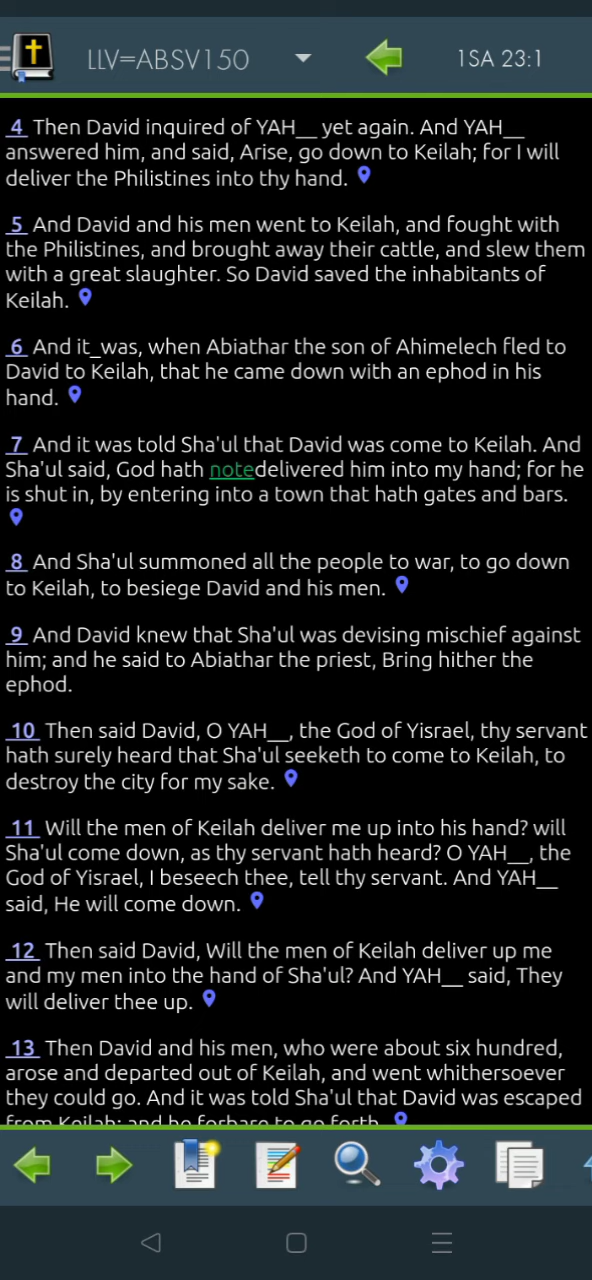 LLV=ABSV150
1SA 23:1
4 Then David inquired of YAH__ yet again. And YAH__
answered him, and said, Arise, go down to Keilah; for I will
deliver the Philistines into thy hand.
5 And David and his men went to Keilah, and fought with
the Philistines, and brought away their cattle, and slew them
with a great slaughter. So David saved the inhabitants of
Keilah.
6 And it_was, when Abiathar the son of Ahimelech fled to
David to Keilah, that he came down with an ephod in his
hand.
7 And it was told Sha'ul that David was come to Keilah. And
Sha'ul said, God hath notedelivered him into my hand; for he
is shut in, by entering into a town that hath gates and bars.
8 And Sha'ul summoned all the people to war, to go down
to Keilah, to besiege David and his men.
9 And David knew that Sha'ul was devising mischief against
him; and he said to Abiathar the priest, Bring hither the
ephod.
10 Then said David, O YAH__, the God of Yisrael, thy servant
hath surely heard that Sha'ul seeketh to come to Keilah, to
destroy the city for my sake.
11 Will the men of Keilah deliver me up into his hand? will
Sha'ul come down, as thy servant hath heard? O YAH__, the
God of Yisrael, I beseech thee, tell thy servant. And YAH__
said, He will come down.
12 Then said David, Will the men of Keilah deliver up me
and my men into the hand of Sha'ul? And YAH__ said, They
will deliver thee up.
13 Then David and his men, who were about six hundred,
arose and departed out of Keilah, and went whithersoever
they could go. And it was told Sha'ul that David was escaped
from Keilah; and he forbare to go forth.